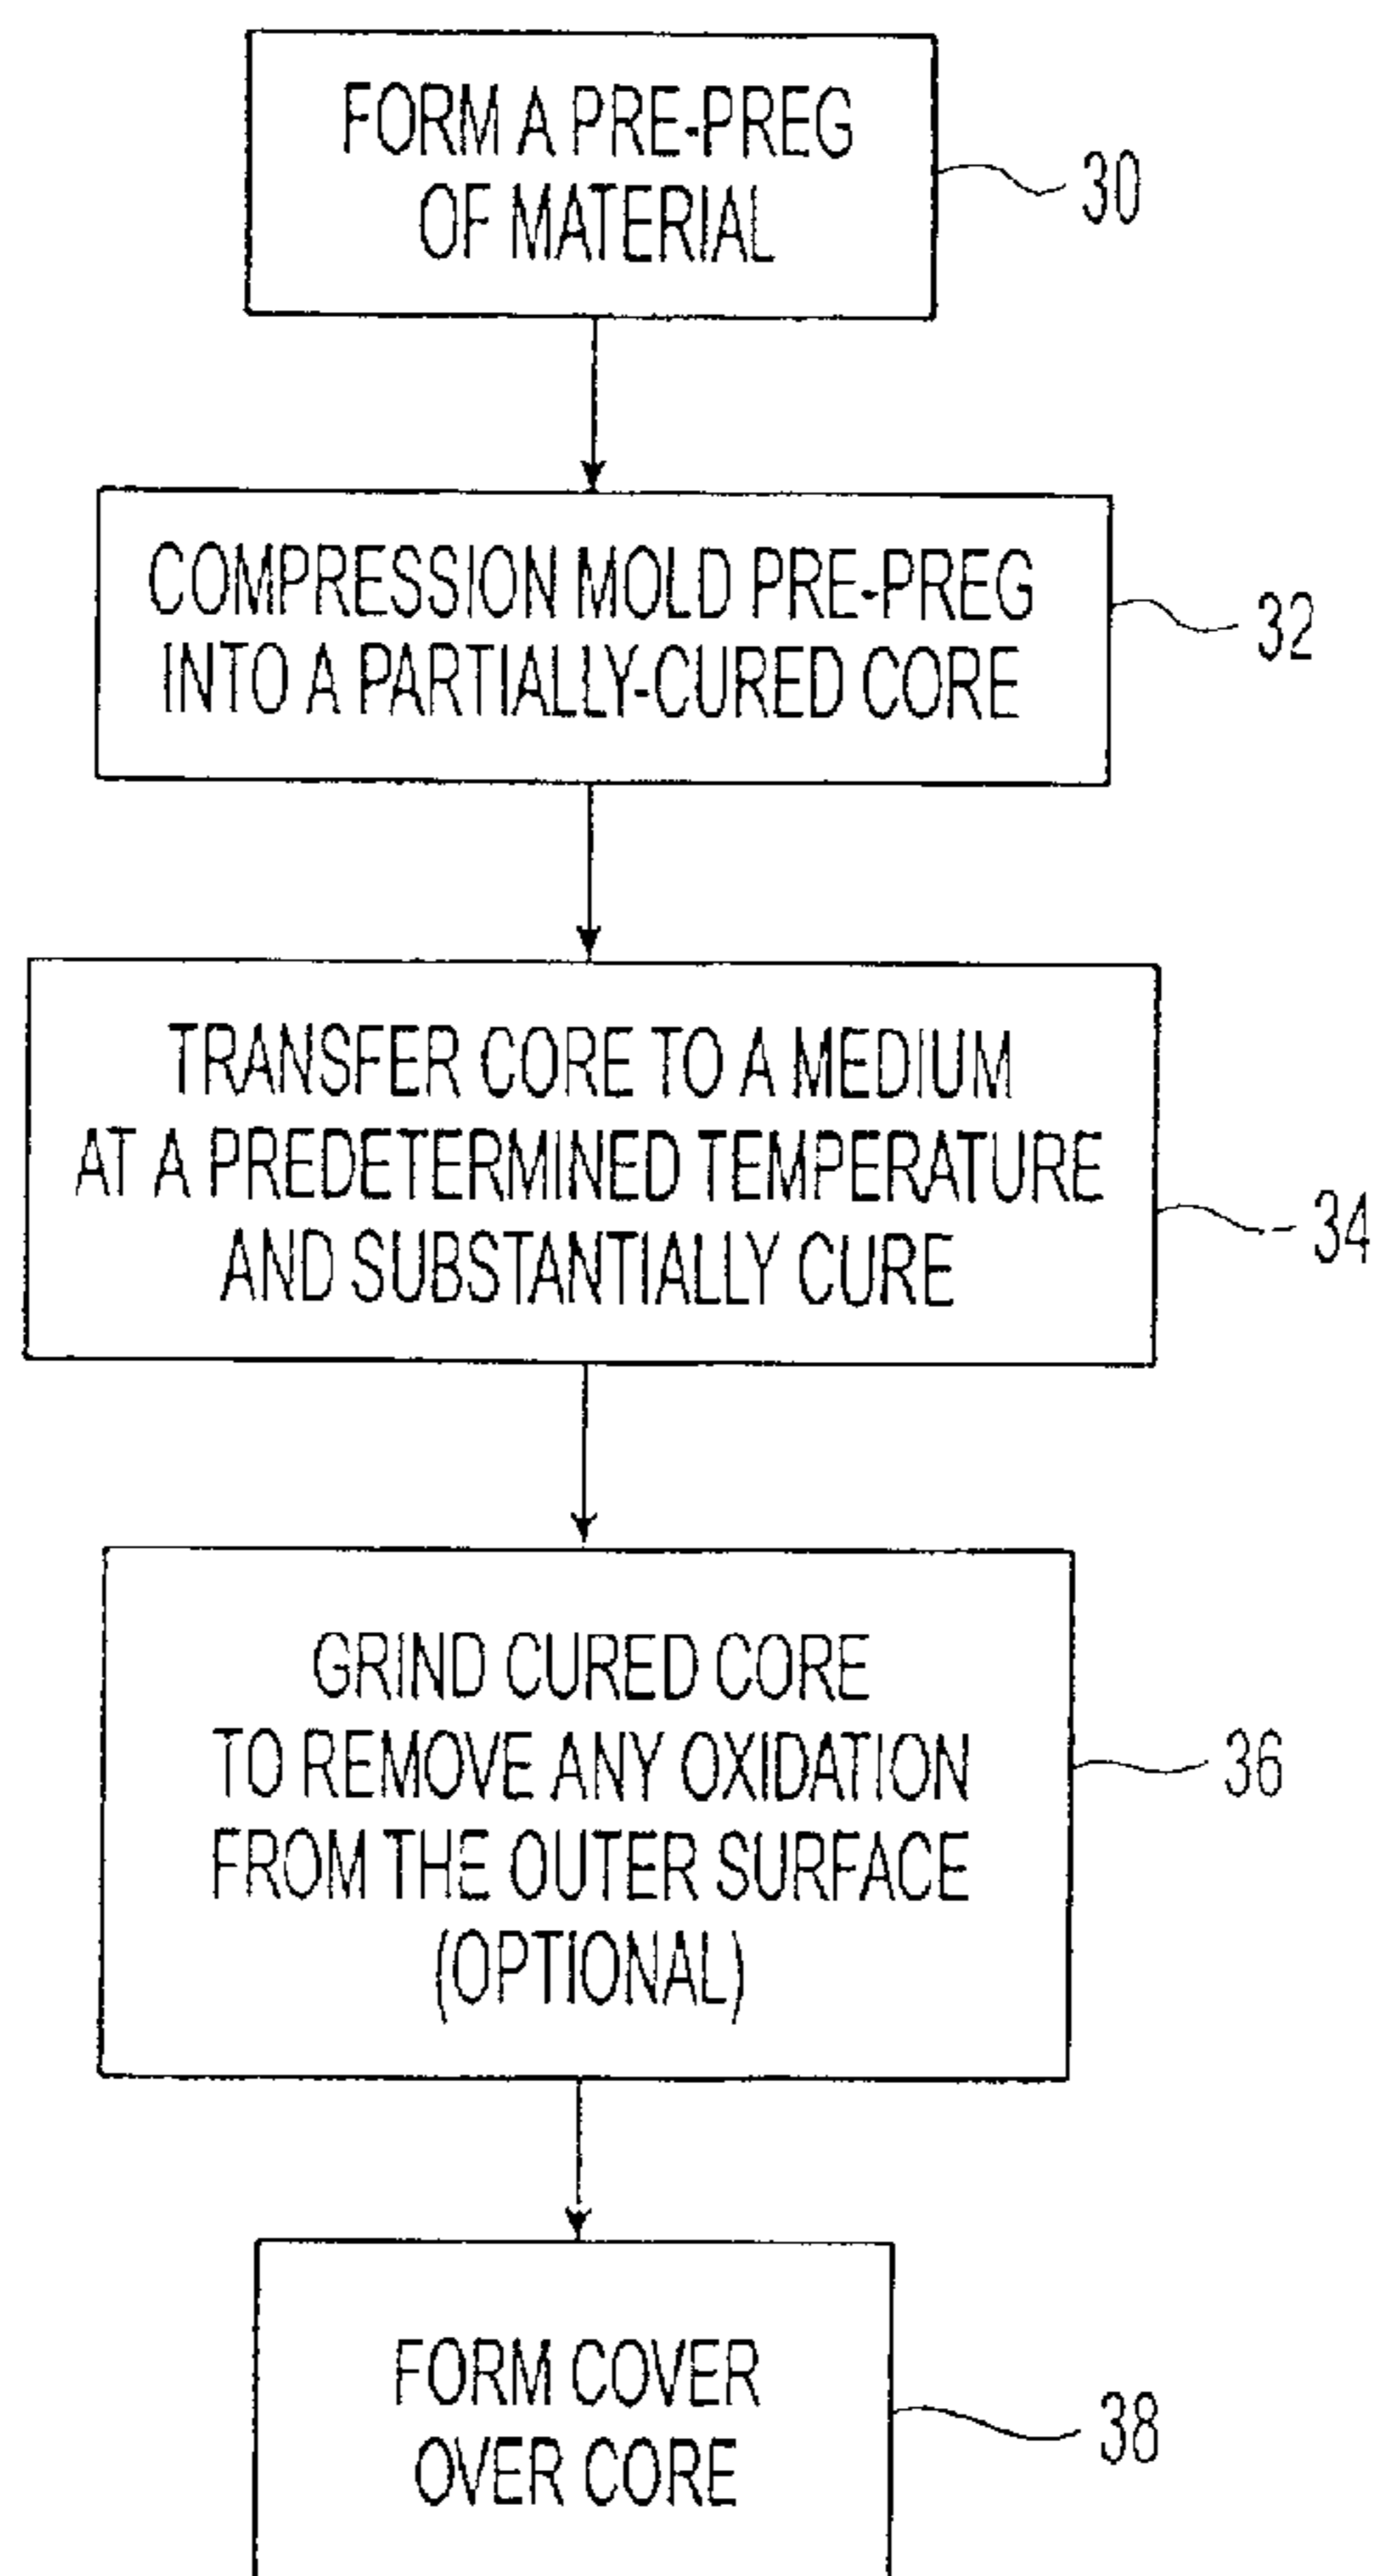 FORM A PRE-PREG
OF MATERIAL
30
COMPRESSION MOLD PRE-PREG
INTO A PARTIALLY-CURED CORE
32
TRANSFER CORE TO A MEDIUM
AT A PREDETERMINED TEMPERATURE
AND SUBSTANTIALLY CURE
34
GRIND CURED CORE
TO REMOVE ANY OXIDATION
FROM THE OUTER SURFACE
(OPTIONAL)
36
FORM COVER
OVER CORE
38